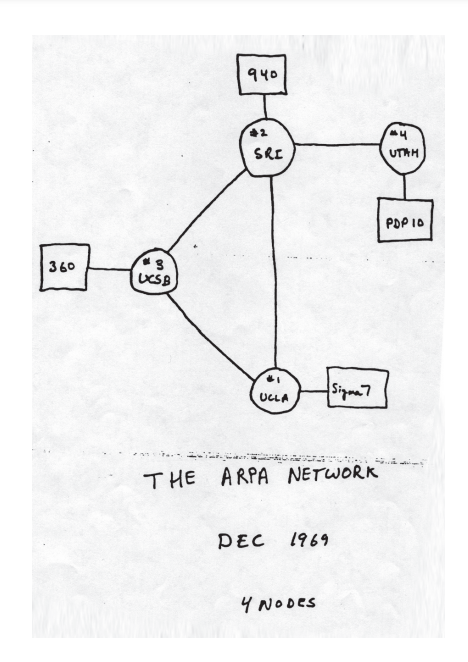 940
#2
SRI
#4
UTAH
PDP10
360
#3
UCSB
#1
UCLA
Sigma7
THE ARPA NETWORK
DEC 1969
4 NODES